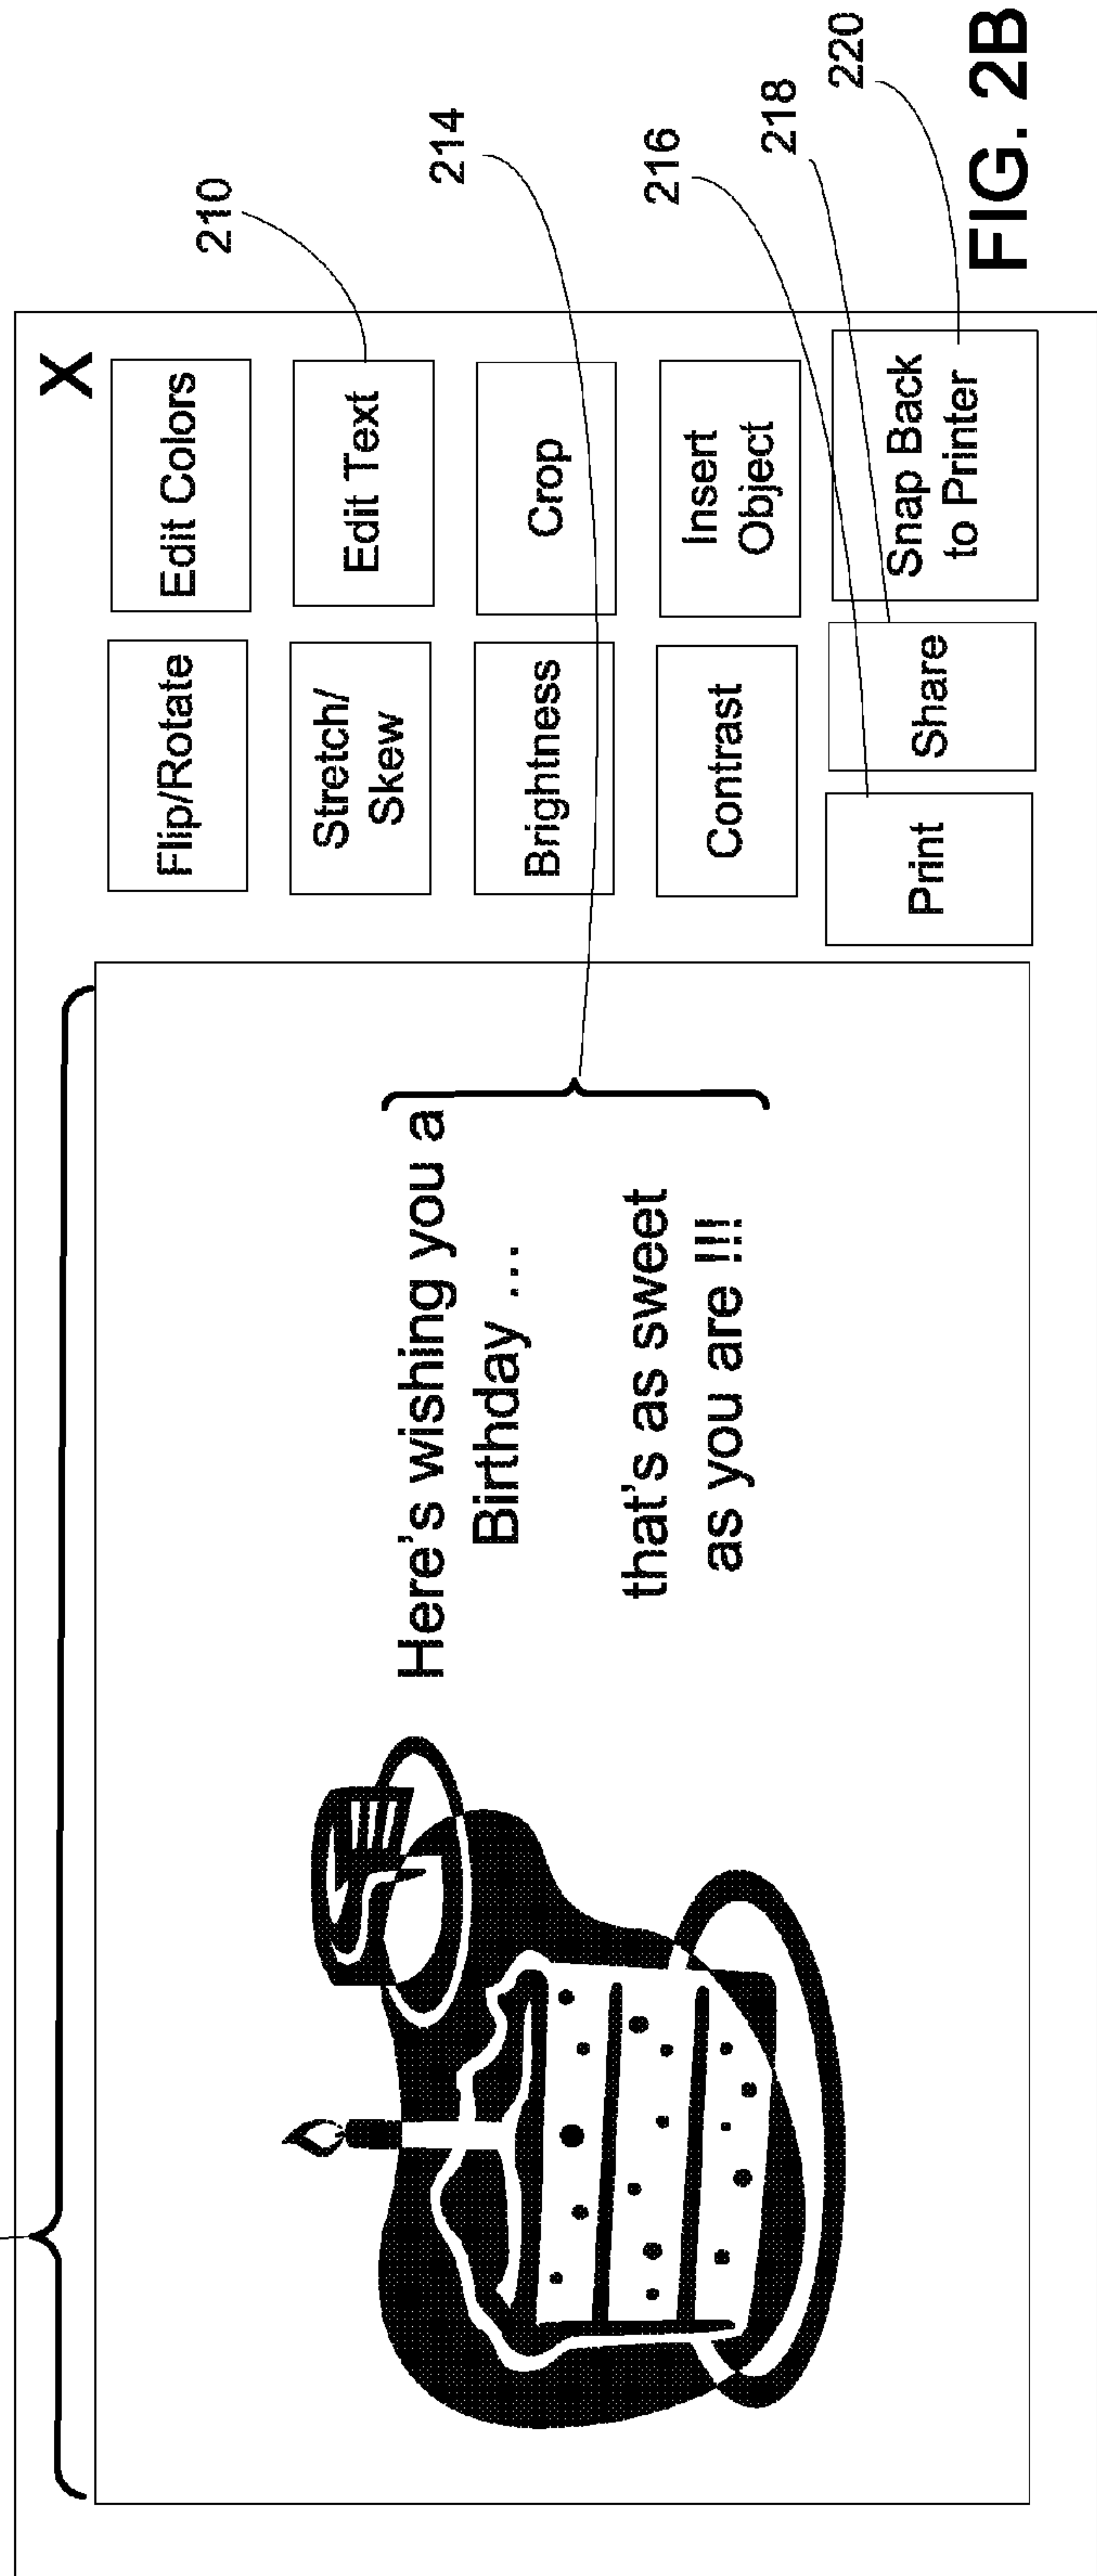 X
Flip/Rotate
Edit Colors
210
Stretch/
Skew
Edit Text
214
Here's wishing you a
Birthday ...
that's as sweet
as you are !!!
Brightness
Crop
Contrast
Insert
Object
216
218
220
Print
Share
Snap Back
to Printer
FIG. 2B